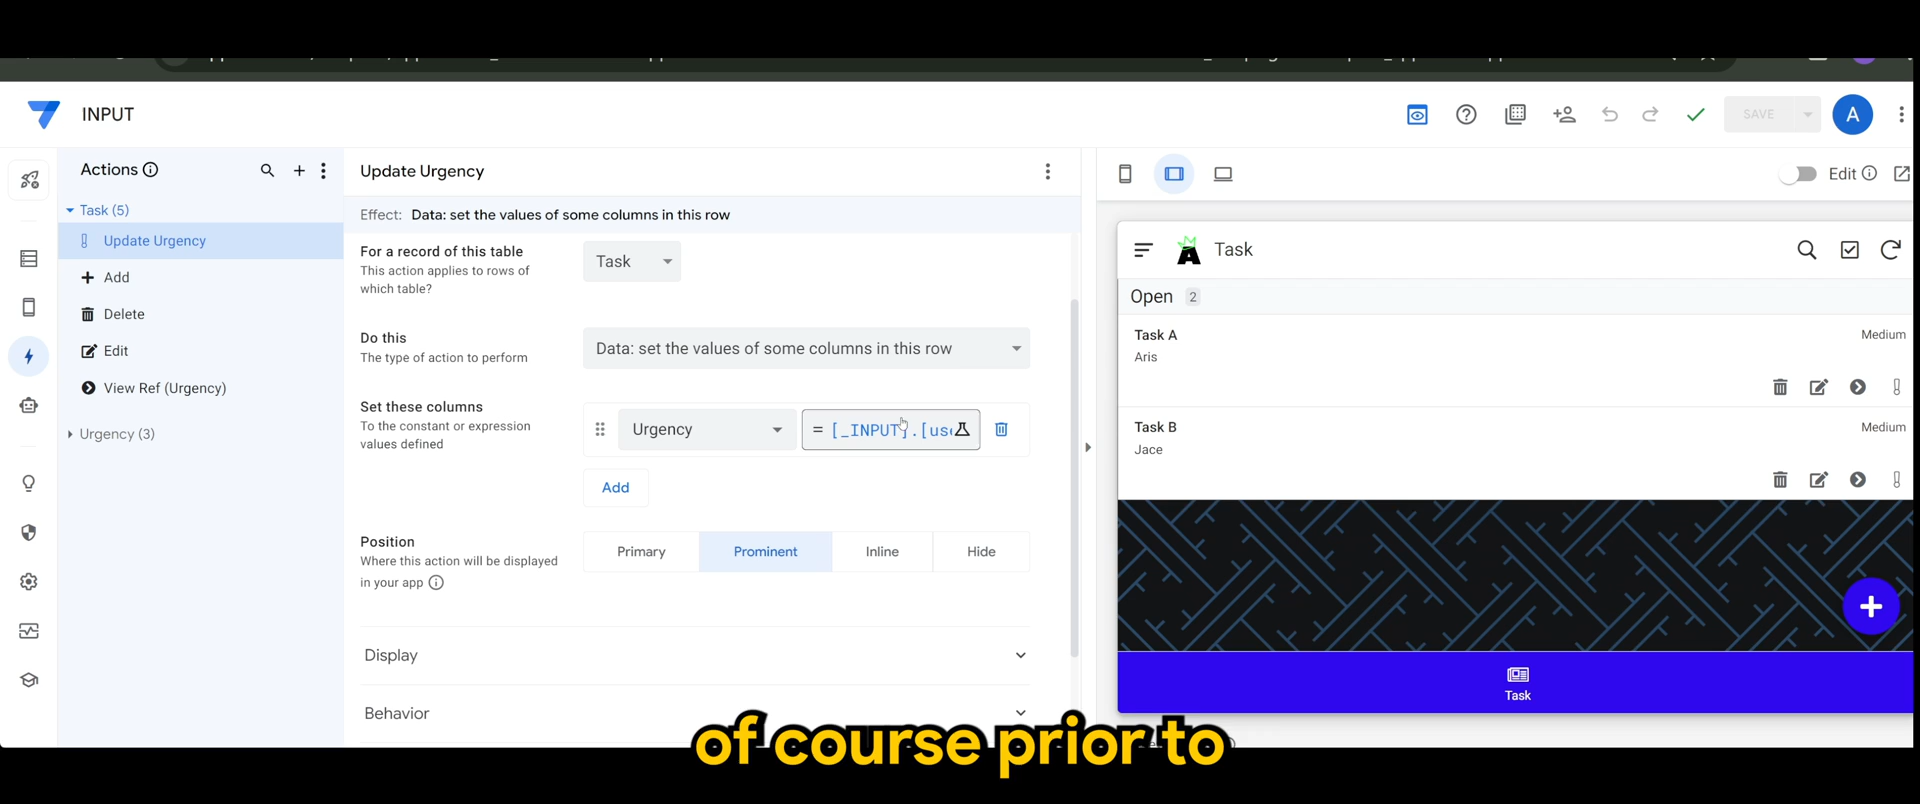 INPUT
SAVE
A
Actions
Update Urgency
Edit
Task (5)
Update Urgency
Add
Delete
Edit
View Ref (Urgency)
Urgency (3)
Effect: Data: set the values of some columns in this row
For a record of this table
This action applies to rows of
which table?
Task
Do this
The type of action to perform
Data: set the values of some columns in this row
Set these columns
To the constant or expression
values defined
Urgency
= [_INPUT].[us
Add
Position
Where this action will be displayed
in your app
Primary
Prominent
Inline
Hide
Display
Behavior
Task
Open 2
Task A
Medium
Aris
Task B
Medium
Jace
Task
of course prior to